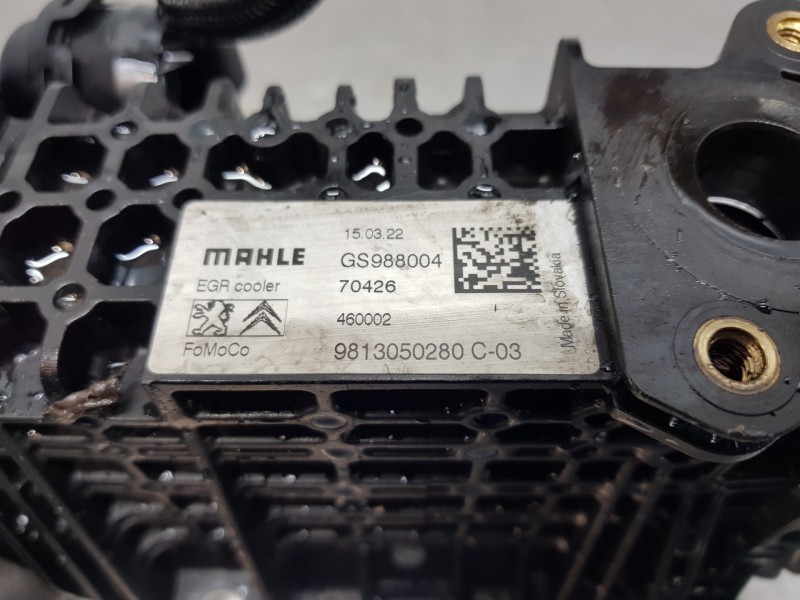 15.03.22
MAHLE GS988004
EGR cooler 70426
460002
FoMoCo 9813050280 C-03
Made in Slovakia